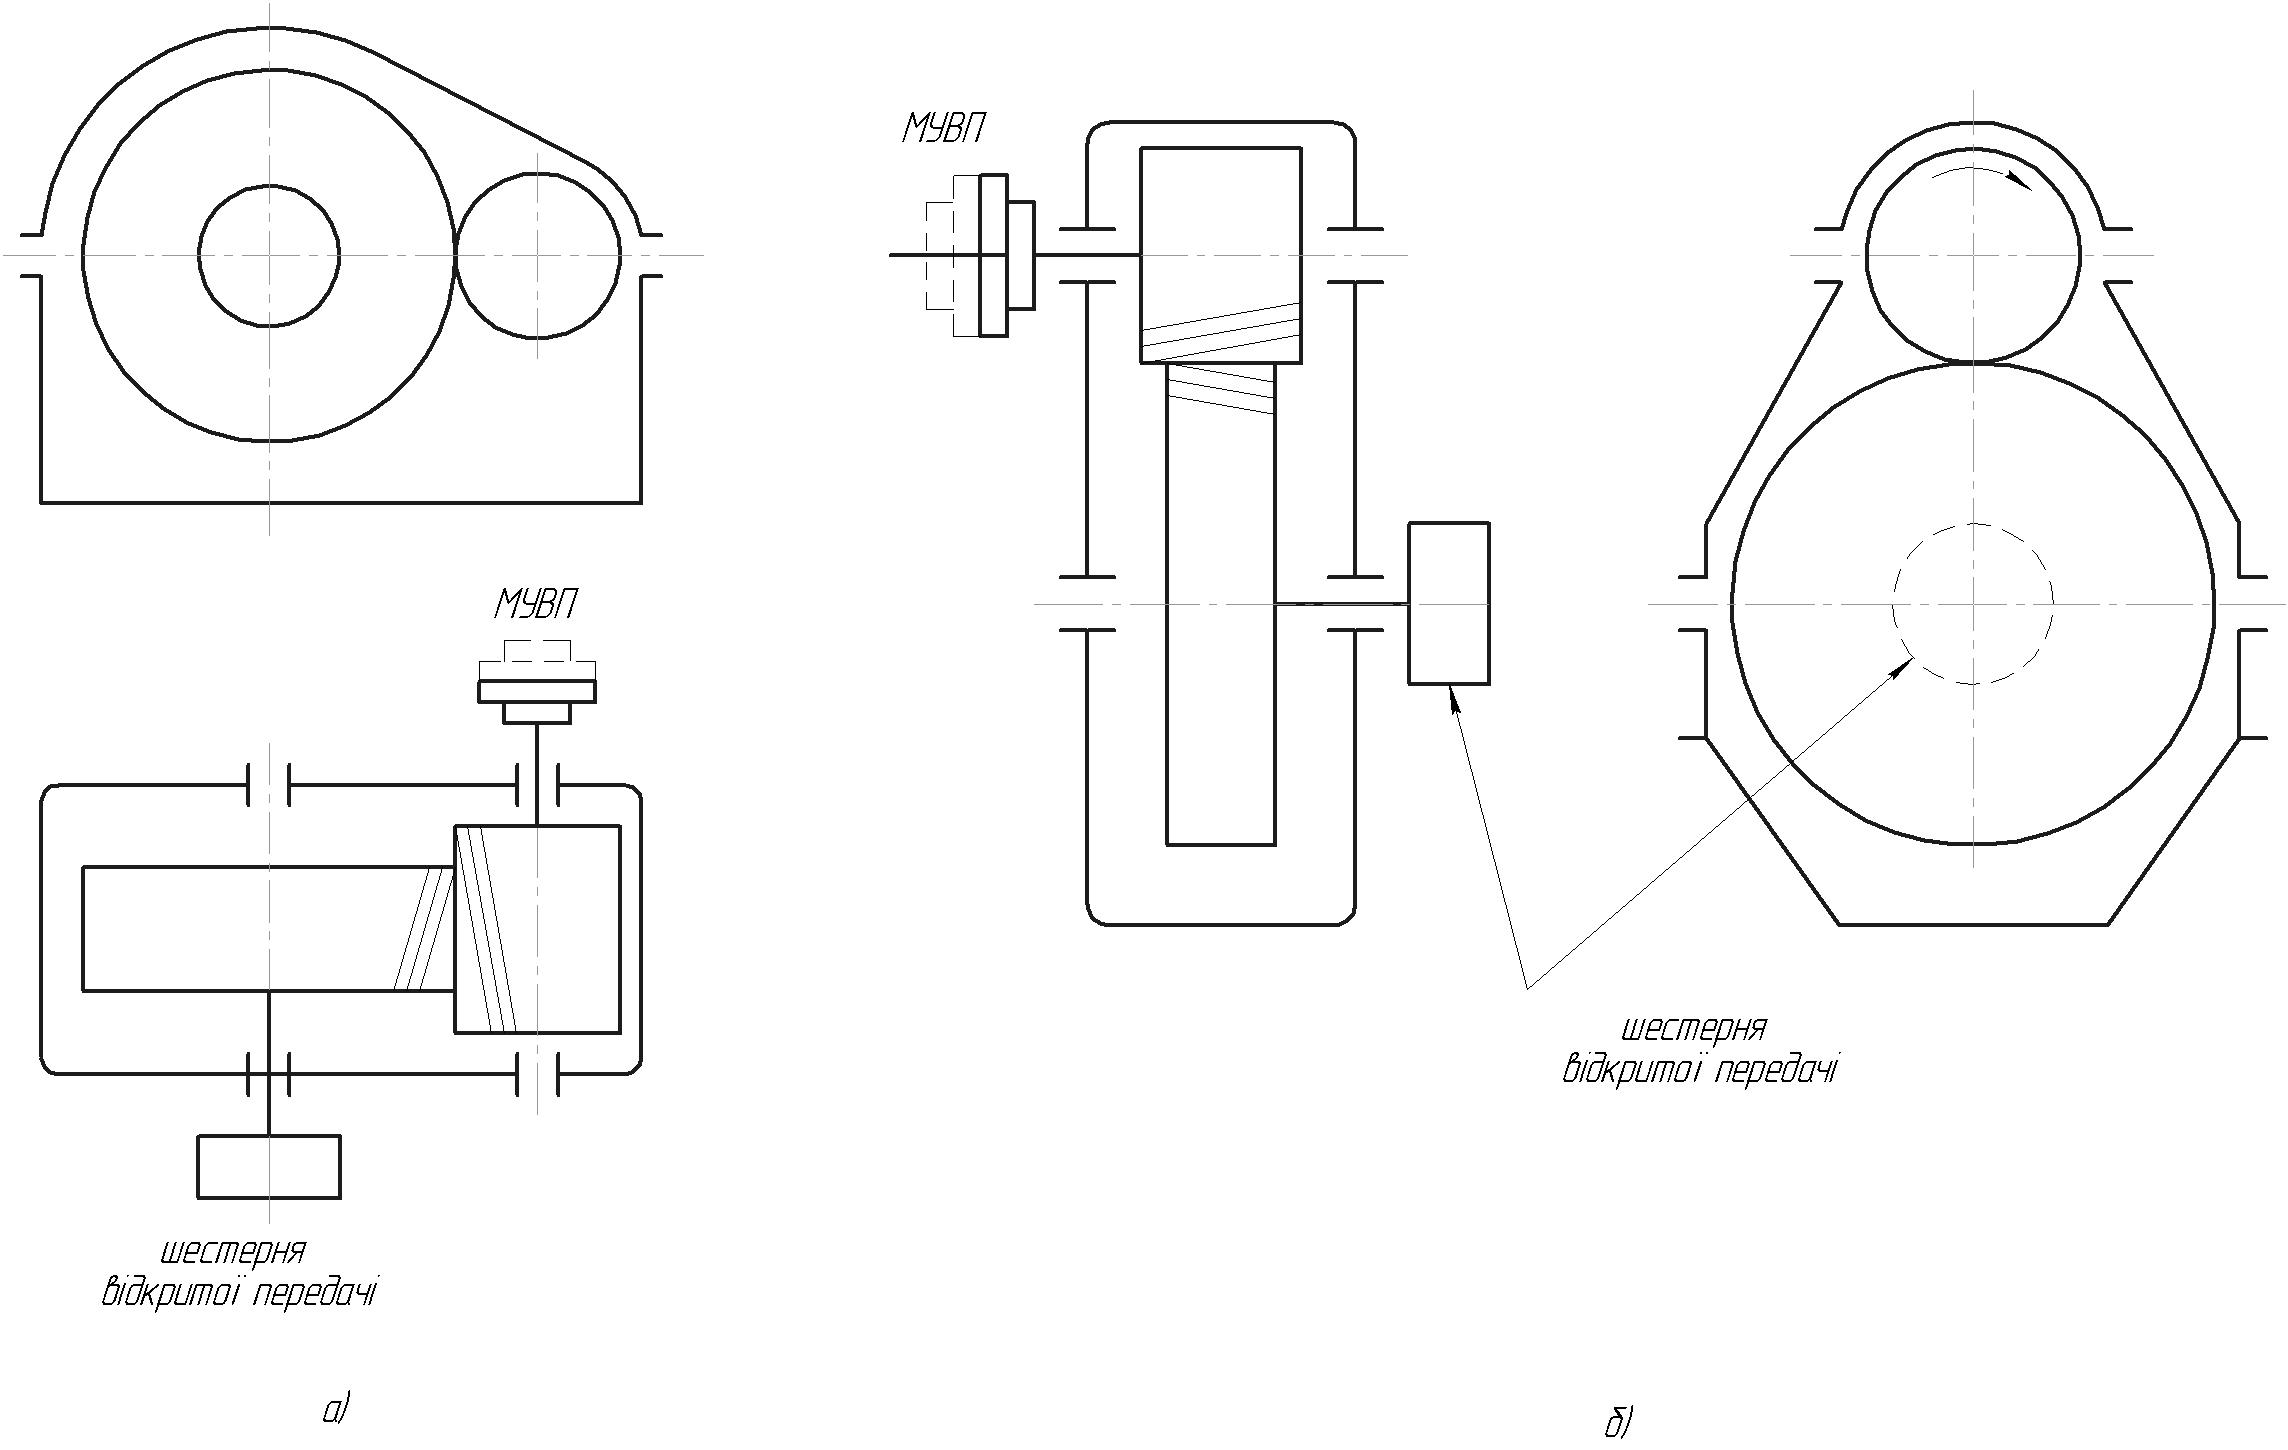 МУВП
МУВП
шестерня
відкритої передачі
шестерня
відкритої передачі
а)
б)